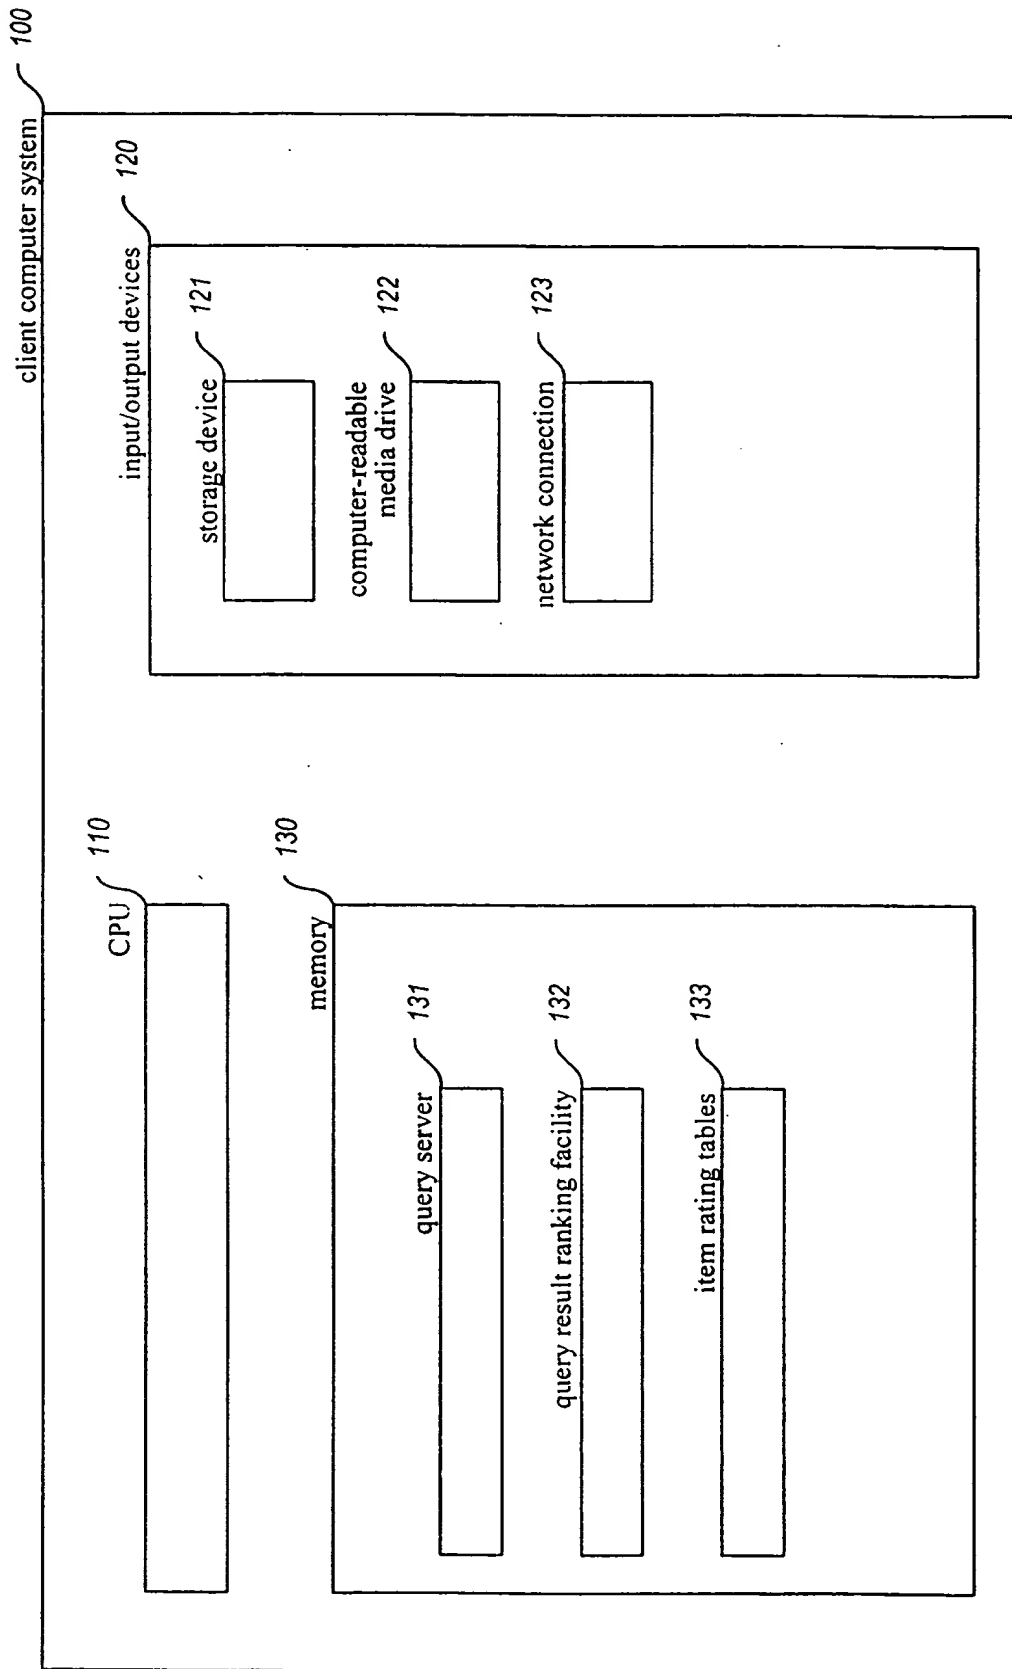 client computer system
100
CPU
110
memory
130
query server
131
query result ranking facility
132
item rating tables
133
input/output devices
120
storage device
121
computer-readable
media drive
122
network connection
123